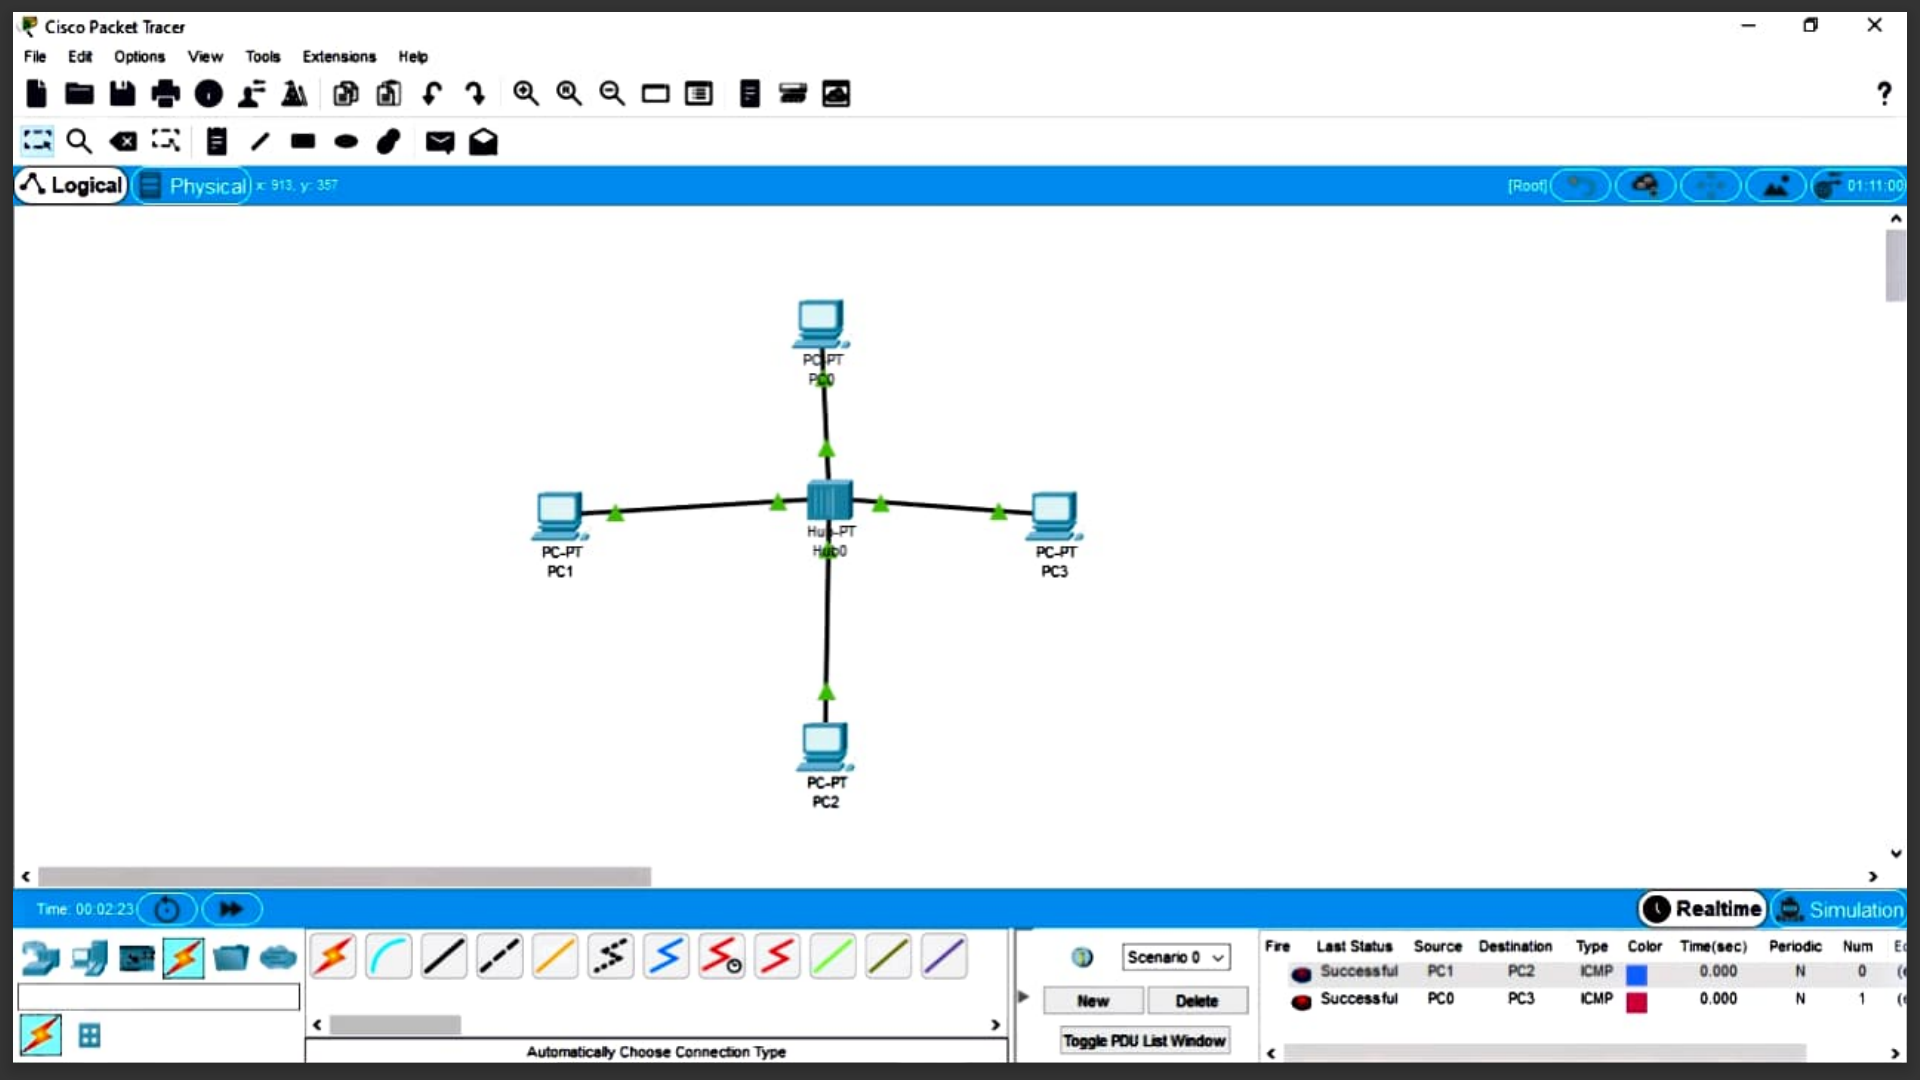 Cisco Packet Tracer
File Edit Options View Tools Extensions Help
?
Logical Physical x: 913, y: 357 [Root] 01:11:00
PC-PT
PC0
Hub-PT
Hub0
PC-PT
PC1
PC-PT
PC3
PC-PT
PC2
Time: 00:02:23 Realtime Simulation
Scenario 0
New Delete
Toggle PDU List Window
Automatically Choose Connection Type
Fire Last Status Source Destination Type Color Time(sec) Periodic Num
Successful PC1 PC2 ICMP 0.000 N 0
Successful PC0 PC3 ICMP 0.000 N 1